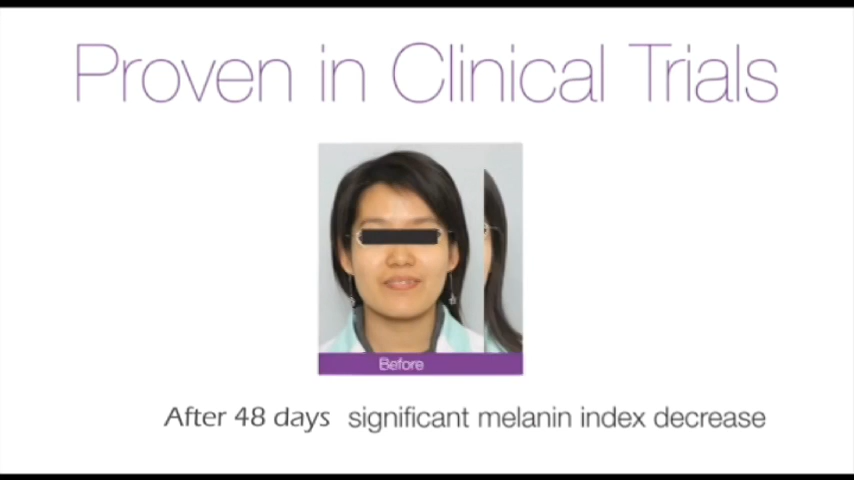 Proven in Clinical Trials
Before
After 48 days significant melanin index decrease